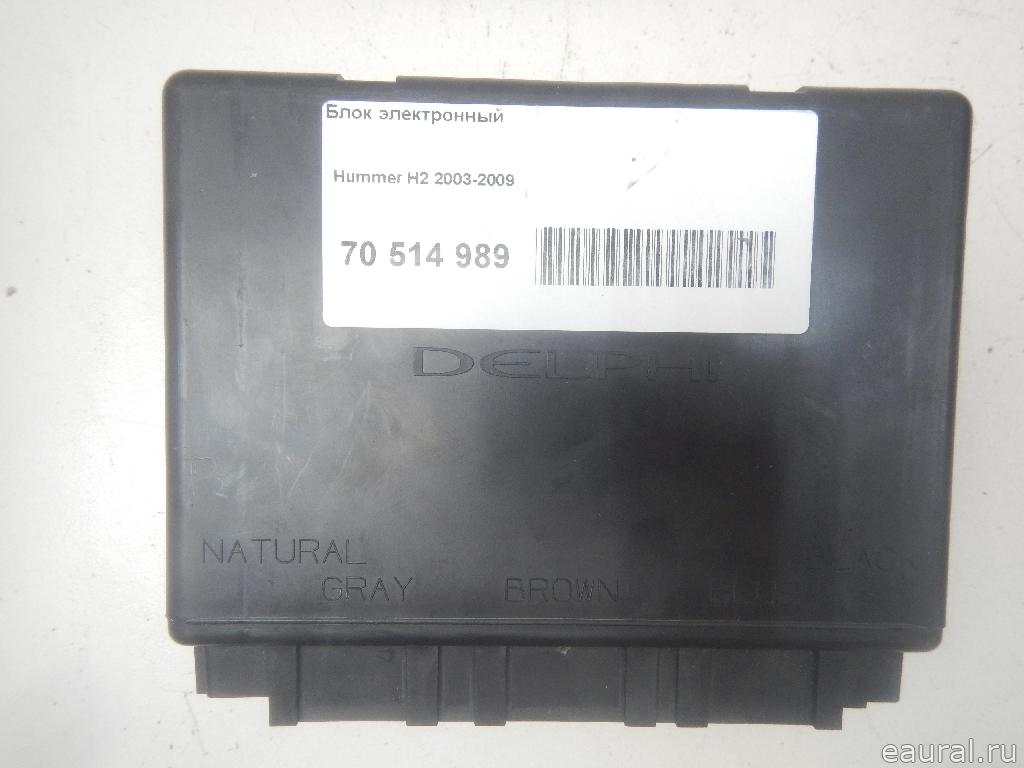 Блок электронный
Hummer H2 2003-2009
70 514 989
DELPHI
NATURAL BLACK
GRAY BROWN BLUE
eaural.ru